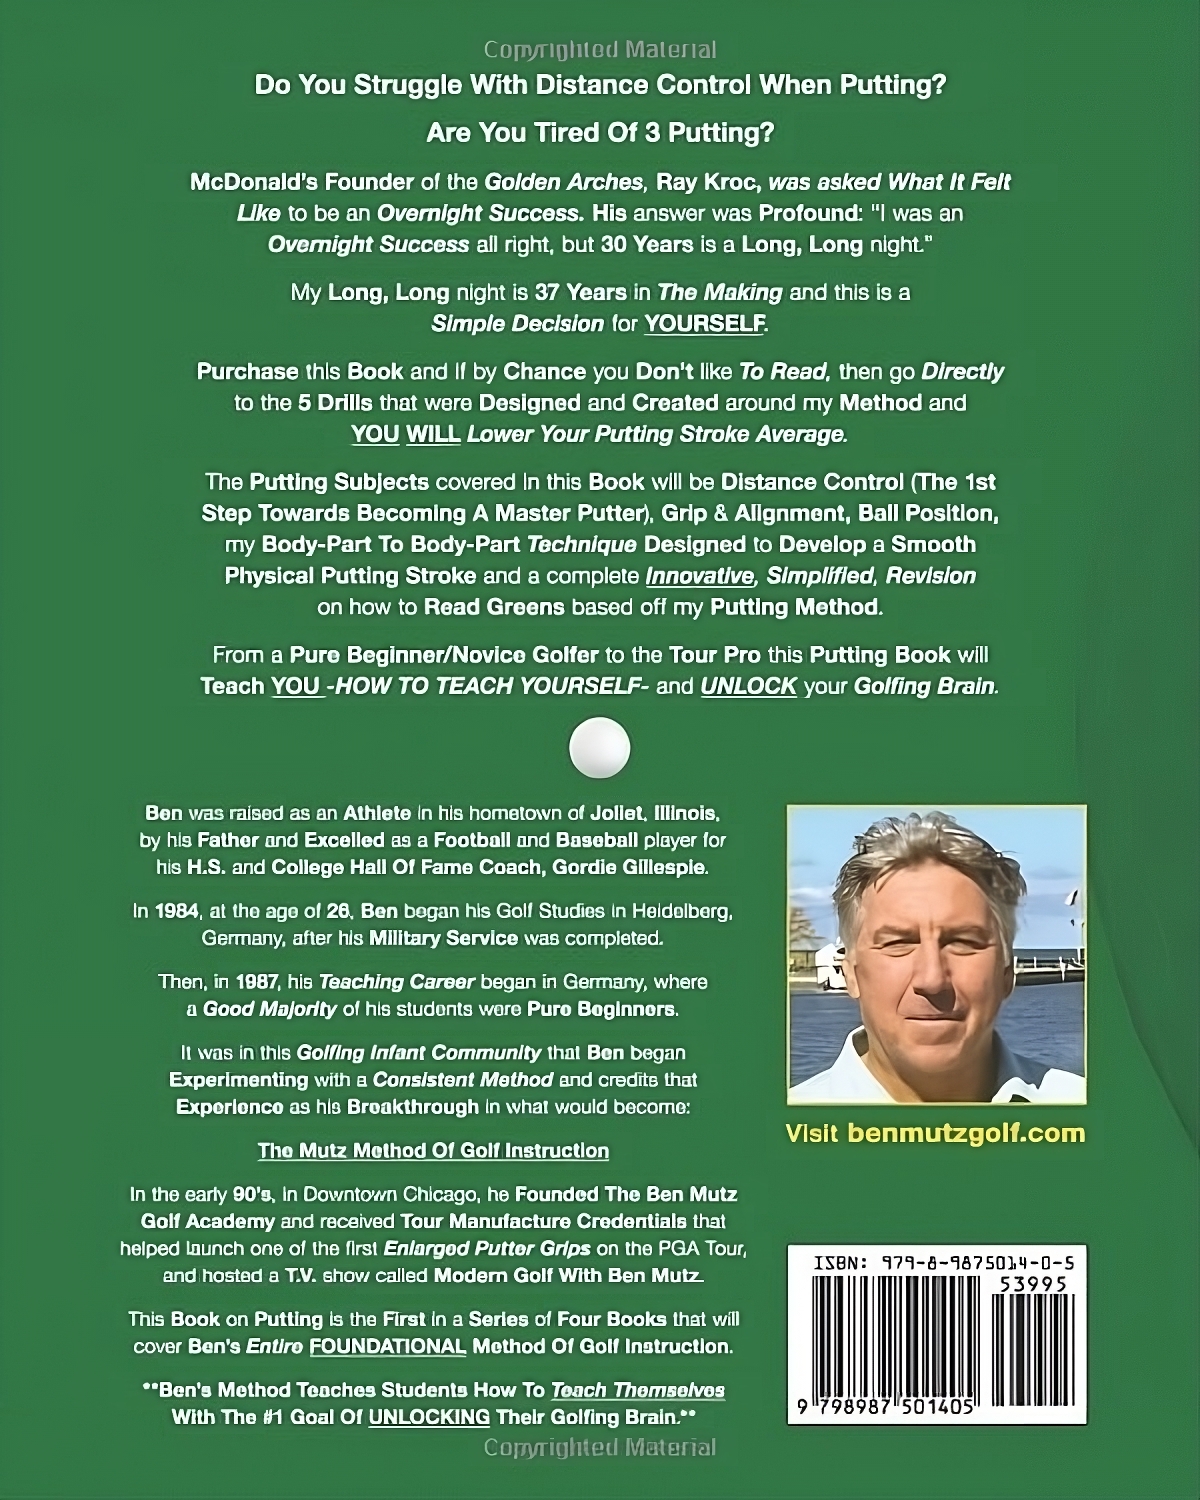 Copyrighted Material
Do You Struggle With Distance Control When Putting?
Are You Tired Of 3 Putting?
McDonald's Founder of the Golden Arches, Ray Kroc, was asked What It Felt
Like to be an Overnight Success. His answer was Profound: "I was an
Overnight Success all right, but 30 Years is a Long, Long night."
My Long, Long night is 37 Years in The Making and this is a
Simple Decision for YOURSELF.
Purchase this Book and If by Chance you Don't like To Read, then go Directly
to the 5 Drills that were Designed and Created around my Method and
YOU WILL Lower Your Putting Stroke Average.
The Putting Subjects covered In this Book will be Distance Control (The 1st
Step Towards Becoming A Master Putter), Grip & Alignment, Ball Position,
my Body-Part To Body-Part Technique Designed to Develop a Smooth
Physical Putting Stroke and a complete Innovative, Simplified, Revision
on how to Read Greens based off my Putting Method.
From a Pure Beginner/Novice Golfer to the Tour Pro this Putting Book will
Teach YOU -HOW TO TEACH YOURSELF- and UNLOCK your Golfing Brain.
Ben was raised as an Athlete in his hometown of Joliet, Illinois,
by his Father and Excelled as a Football and Baseball player for
his H.S. and College Hall Of Fame Coach, Gordie Gillespie.
In 1984, at the age of 26, Ben began his Golf Studies in Heidelberg,
Germany, after his Military Service was completed.
Then, in 1987, his Teaching Career began in Germany, where
a Good Majority of his students were Pure Beginners.
It was in this Golfing Infant Community that Ben began
Experimenting with a Consistent Method and credits that
Experience as his Breakthrough in what would become:
The Mutz Method Of Golf Instruction
In the early 90's, in Downtown Chicago, he Founded The Ben Mutz
Golf Academy and received Tour Manufacture Credentials that
helped launch one of the first Enlarged Putter Grips on the PGA Tour,
and hosted a T.V. show called Modern Golf With Ben Mutz.
This Book on Putting is the First in a Series of Four Books that will
cover Ben's Entire FOUNDATIONAL Method Of Golf Instruction.
**Ben's Method Teaches Students How To Teach Themselves
With The #1 Goal Of UNLOCKING Their Golfing Brain.**
Visit benmutzgolf.com
ISBN: 979-8-9875014-0-5
53995
9 798987 501405
Copyrighted Material